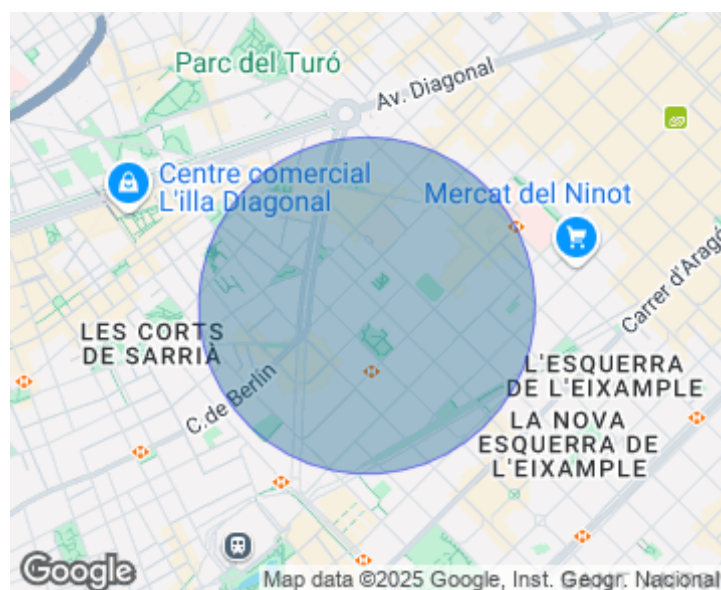 Parc del Turó
Av. Diagonal
Centre comercial
L'illa Diagonal
Mercat del Ninot
Carrer d'Aragó
LES CORTS
DE SARRIÀ
C.de Berlín
L'ESQUERRA
DE L'EIXAMPLE
LA NOVA
ESQUERRA DE
L'EIXAMPLE
Google
Map data ©2025 Google, Inst. Geogr. Nacional